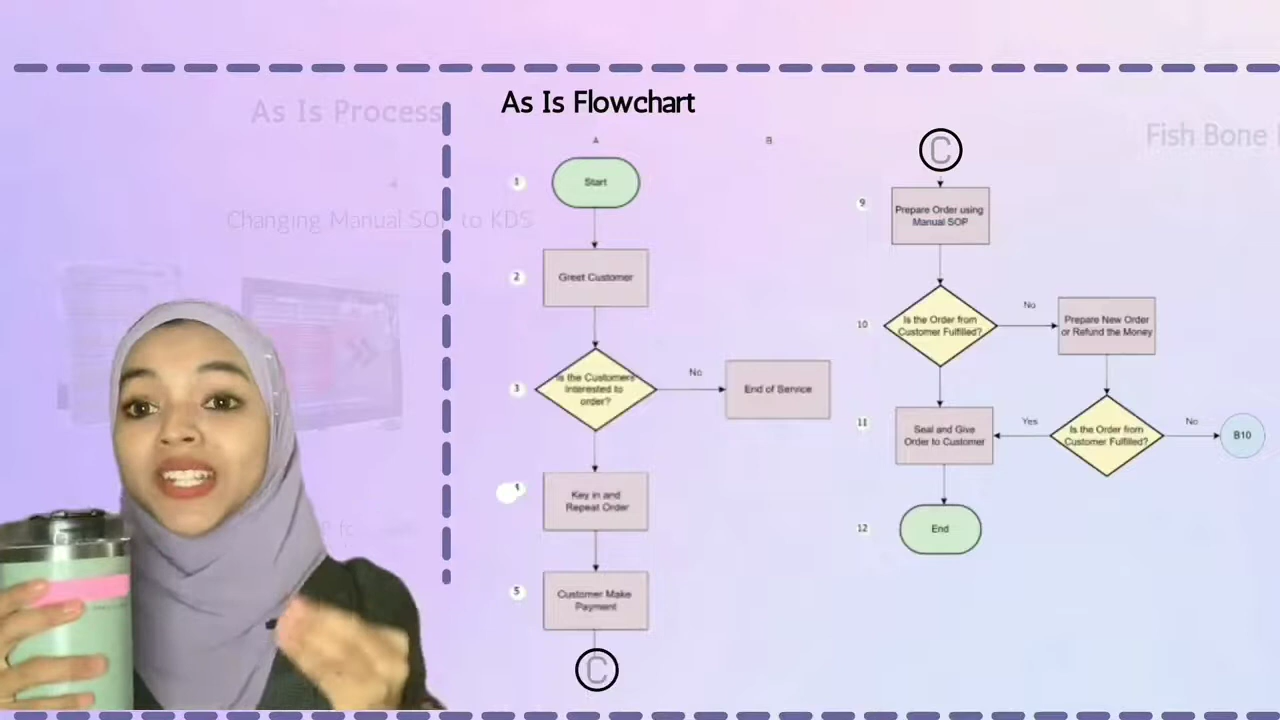 As Is Process
As Is Flowchart
Fish Bone
Changing Manual SOP to KDS
A
B
1
Start
2
Greet Customer
3
Is the Customers
Interested to
order?
No
End of Service
Key in and
Repeat Order
5
Customer Make
Payment
C
C
9
Prepare Order using
Manual SOP
10
Is the Order from
Customer Fulfilled?
No
Prepare New Order
or Refund the Money
11
Seal and Give
Order to Customer
Yes
Is the Order from
Customer Fulfilled?
No
B10
12
End